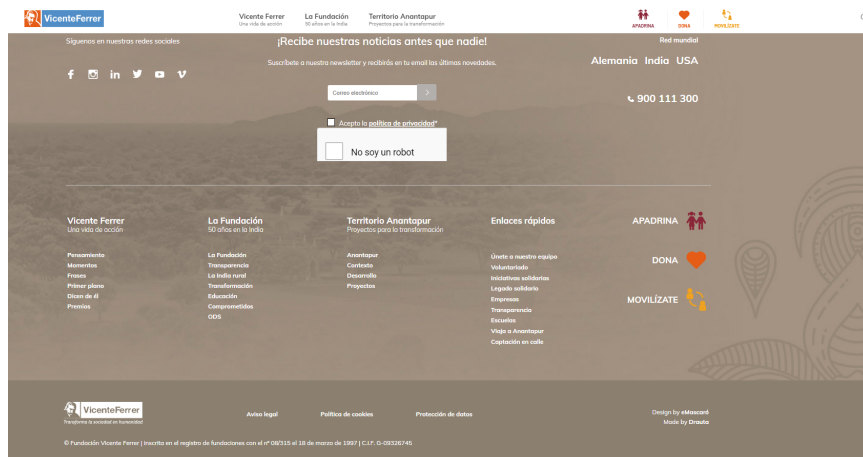 VicenteFerrer
Vicente Ferrer
Una vida de acción
La Fundación
50 años en la India
Territorio Anantapur
Proyectos para la transformación
APADRINA
DONA
MOVILÍZATE
Síguenos en nuestras redes sociales
¡Recibe nuestras noticias antes que nadie!
Suscríbete a nuestra newsletter y recibirás en tu email las últimas novedades.
Correo electrónico
Acepto la política de privacidad*
No soy un robot
Red mundial
Alemania India USA
900 111 300
Vicente Ferrer
Una vida de acción
Pensamiento
Momentos
Frases
Primer plano
Dicen de él
Premios
La Fundación
50 años en la India
La Fundación
Transparencia
La India rural
Transformación
Educación
Comprometidos
ODS
Territorio Anantapur
Proyectos para la transformación
Anantapur
Contexto
Desarrollo
Proyectos
Enlaces rápidos
Únete a nuestro equipo
Voluntariado
Iniciativas solidarias
Legado solidario
Empresas
Transparencia
Escuelas
Viaja a Anantapur
Captación en calle
APADRINA
DONA
MOVILÍZATE
VicenteFerrer
Transforma la sociedad en humanidad
Aviso legal
Política de cookies
Protección de datos
Design by eMascaró
Made by Drauta
© Fundación Vicente Ferrer | Inscrita en el registro de fundaciones con el nº 08/315 el 18 de marzo de 1997 | C.I.F. G-09326745